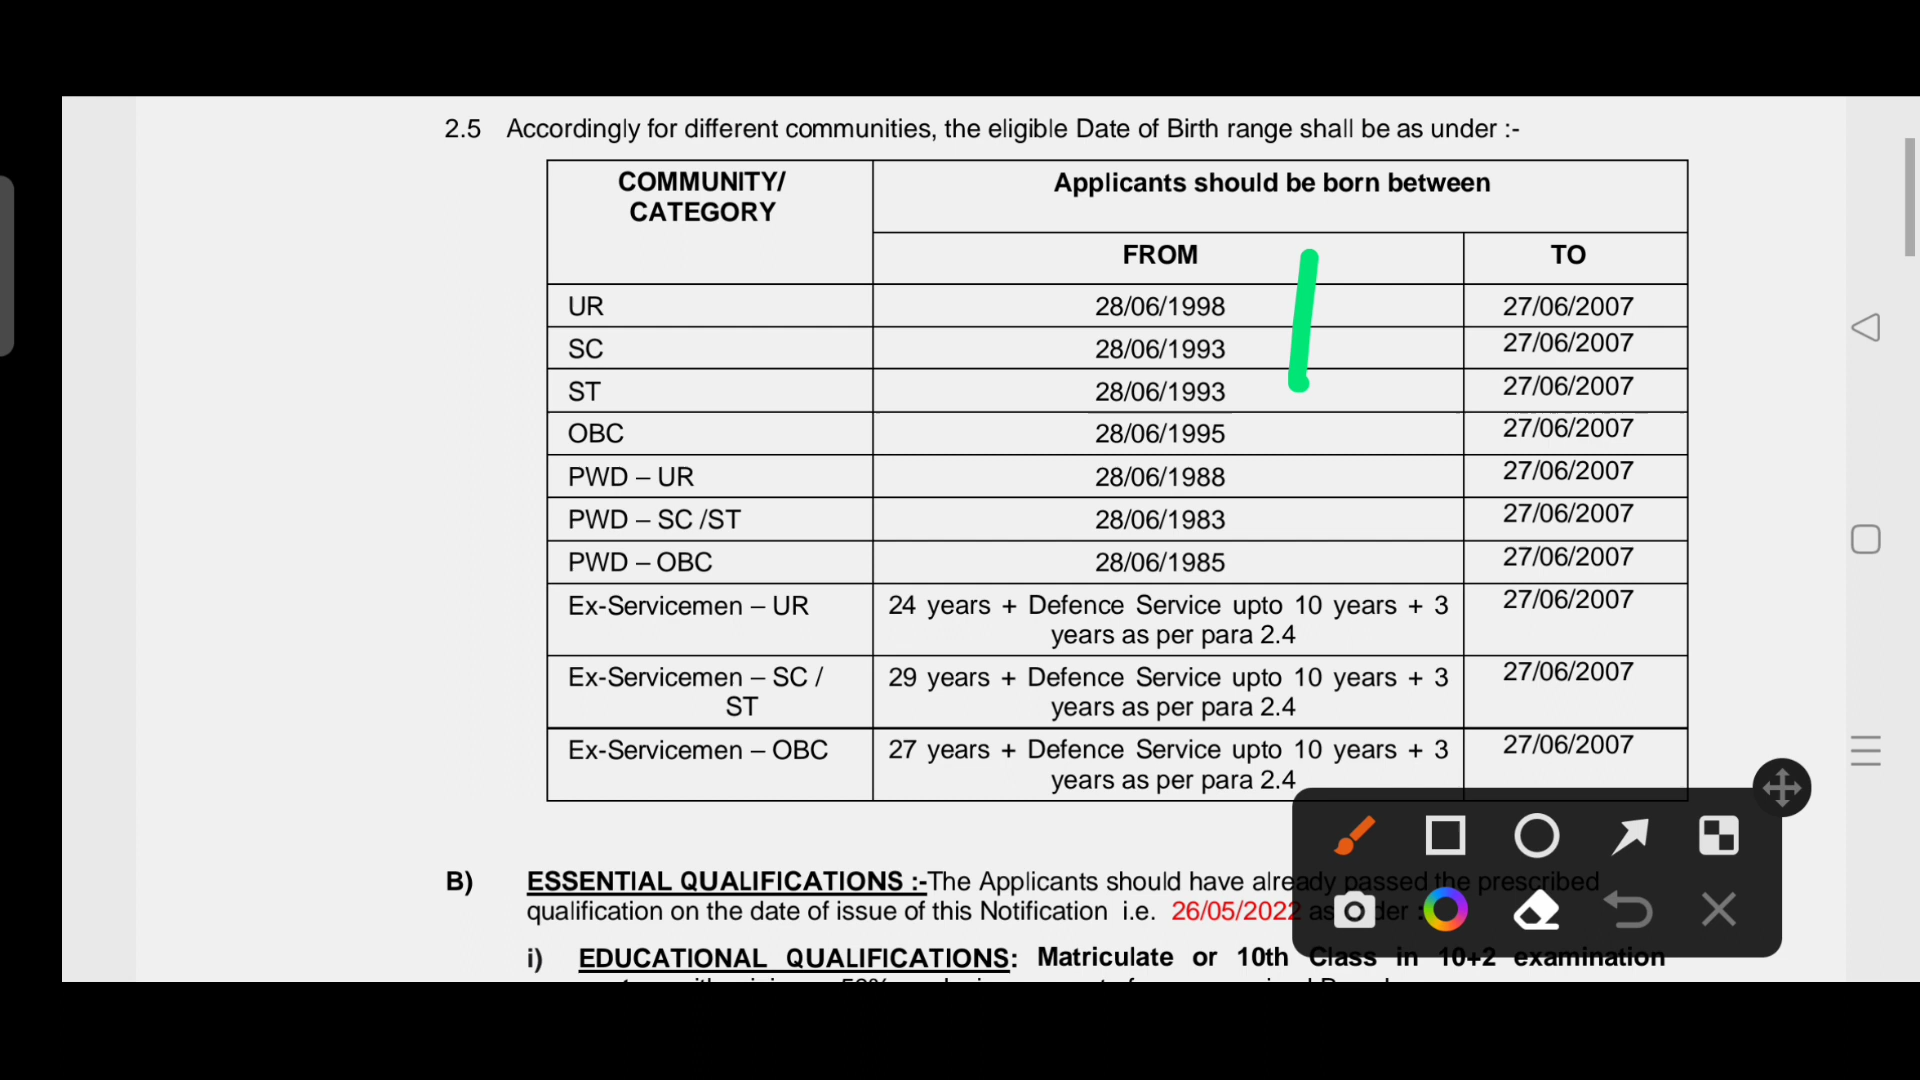 2.5 Accordingly for different communities, the eligible Date of Birth range shall be as under :-
COMMUNITY/ CATEGORY Applicants should be born between
FROM TO
UR 28/06/1998 27/06/2007
SC 28/06/1993 27/06/2007
ST 28/06/1993 27/06/2007
OBC 28/06/1995 27/06/2007
PWD – UR 28/06/1988 27/06/2007
PWD – SC /ST 28/06/1983 27/06/2007
PWD – OBC 28/06/1985 27/06/2007
Ex-Servicemen – UR 24 years + Defence Service upto 10 years + 3 27/06/2007
years as per para 2.4
Ex-Servicemen – SC / 29 years + Defence Service upto 10 years + 3 27/06/2007
ST years as per para 2.4
Ex-Servicemen – OBC 27 years + Defence Service upto 10 years + 3 27/06/2007
years as per para 2.4
B) ESSENTIAL QUALIFICATIONS :-The Applicants should have already passed the prescribed
qualification on the date of issue of this Notification i.e. 26/05/2022 as
i) EDUCATIONAL QUALIFICATIONS: Matriculate or 10th Class in 10+2 examination